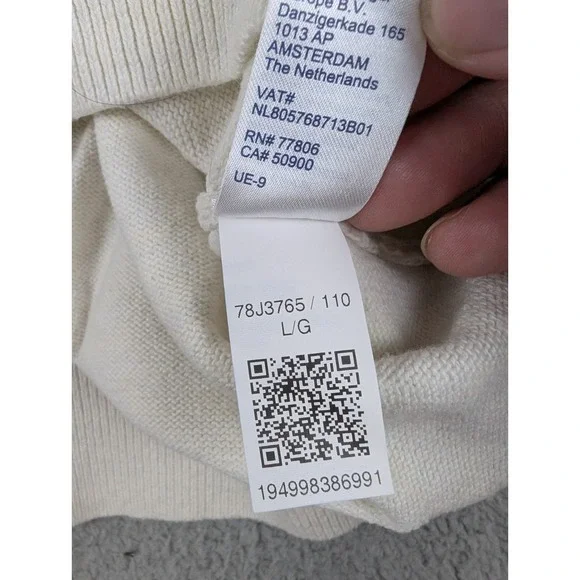 B.V.
Danzigerkade 165
1013 AP
AMSTERDAM
The Netherlands
VAT#
NL805768713B01
RN# 77806
CA# 50900
UE-9
78J3765 / 110
L/G
194998386991